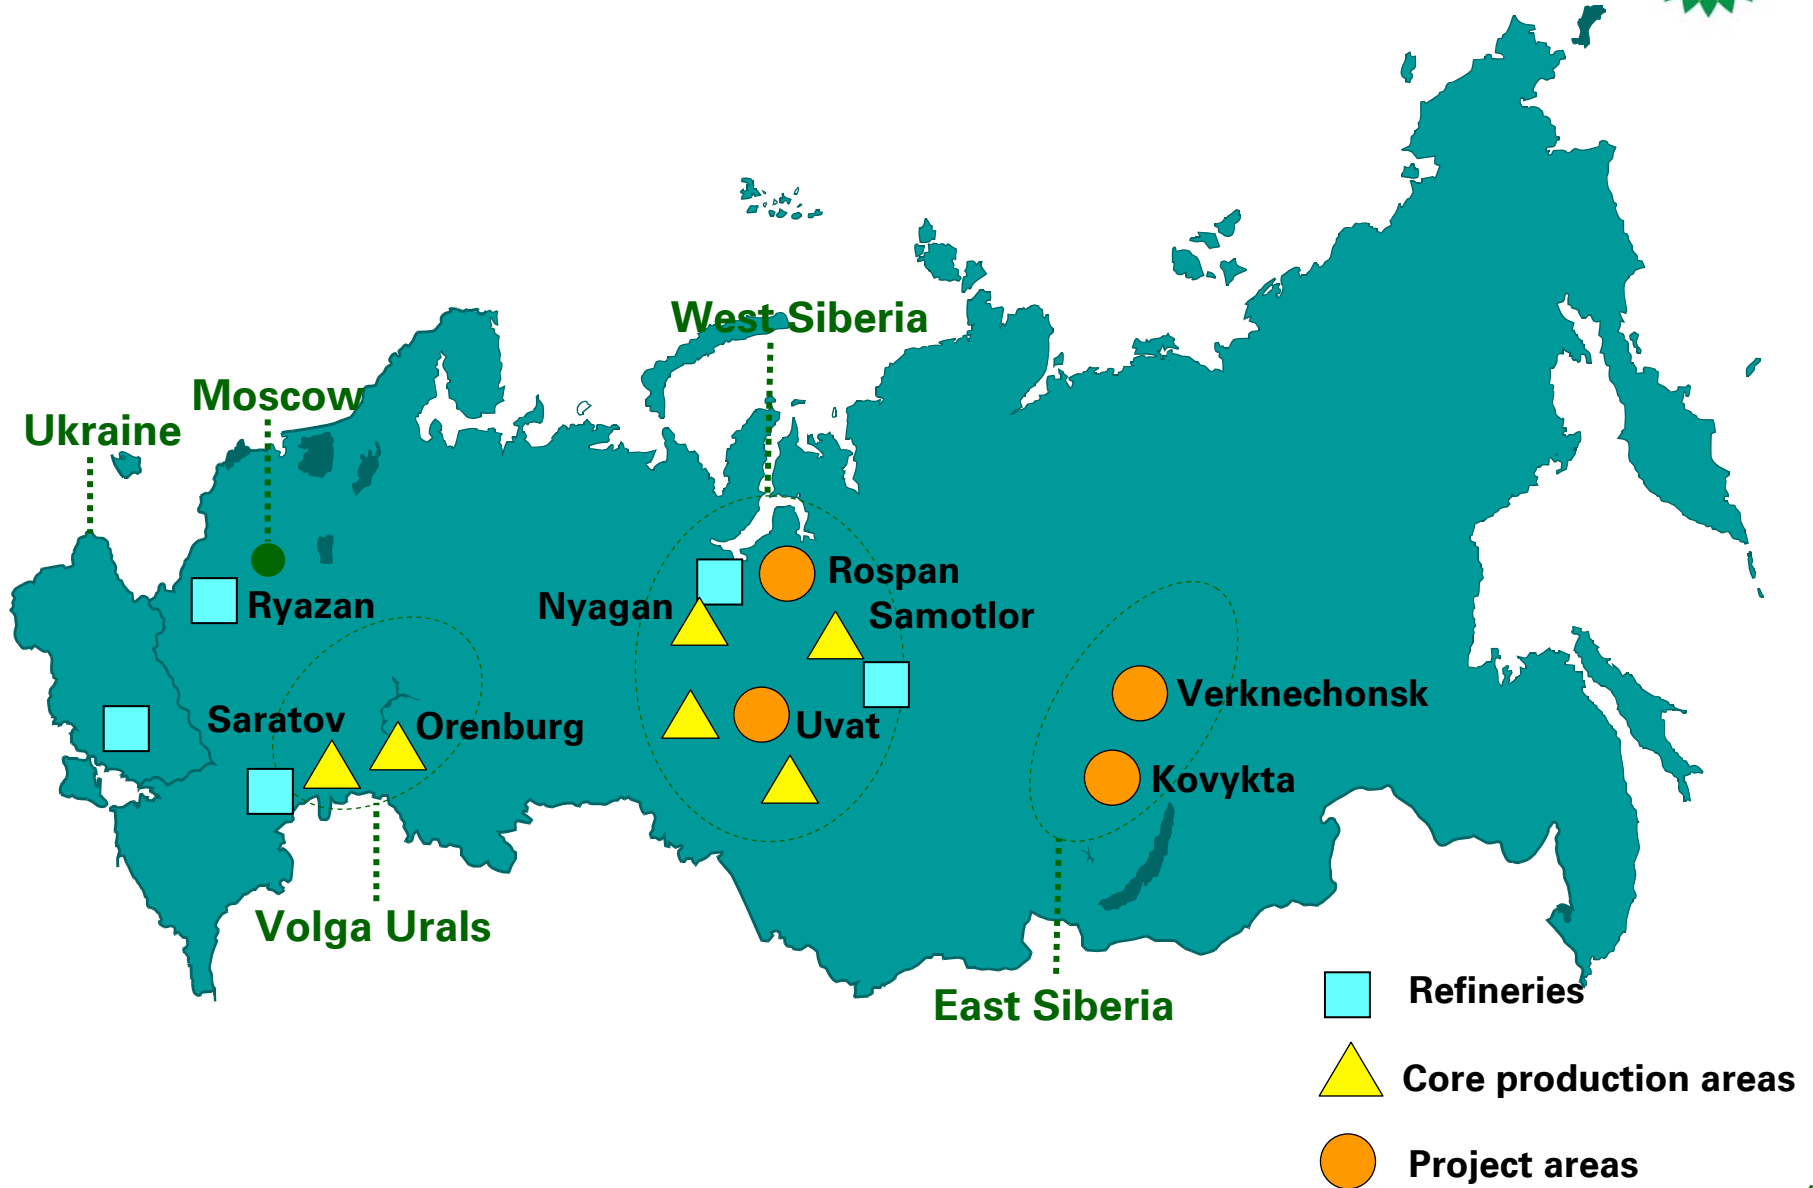 West Siberia
Moscow
Ukraine
Rospan
Nyagan
Samotlor
Ryazan
Verknechonsk
Saratov
Orenburg
Uvat
Kovykta
Volga Urals
East Siberia
Refineries
Core production areas
Project areas